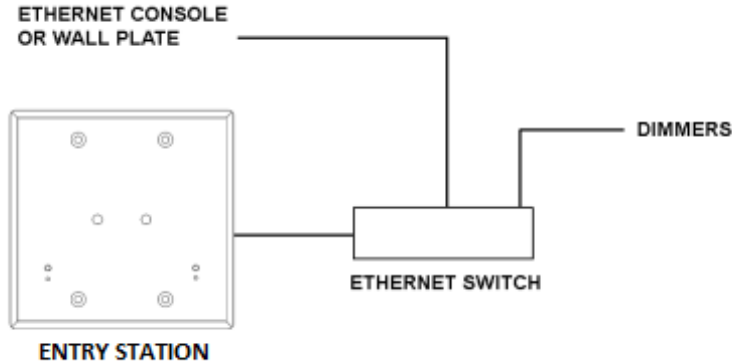 ETHERNET CONSOLE
OR WALL PLATE
DIMMERS
ETHERNET SWITCH
ENTRY STATION